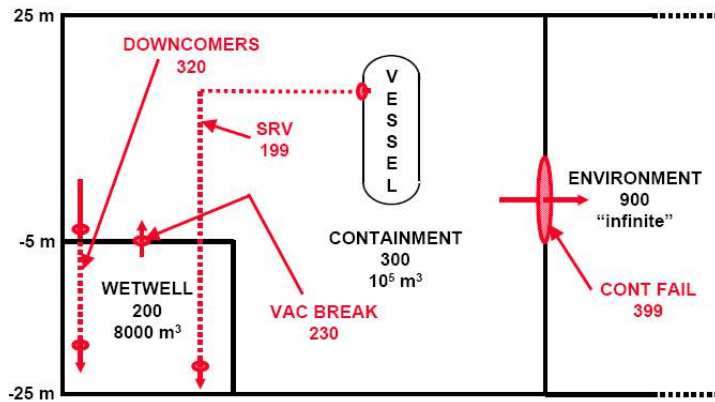 25 m
DOWNCOMERS
320
VESSEL
SRV
199
ENVIRONMENT
900
“infinite”
-5 m
CONTAINMENT
300
10⁵ m³
WETWELL
200
8000 m³
VAC BREAK
230
CONT FAIL
399
-25 m